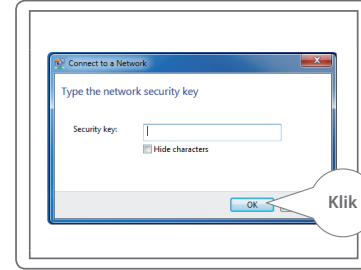 Connect to a Network
Type the network security key
Security key:
Hide characters
OK
Klik